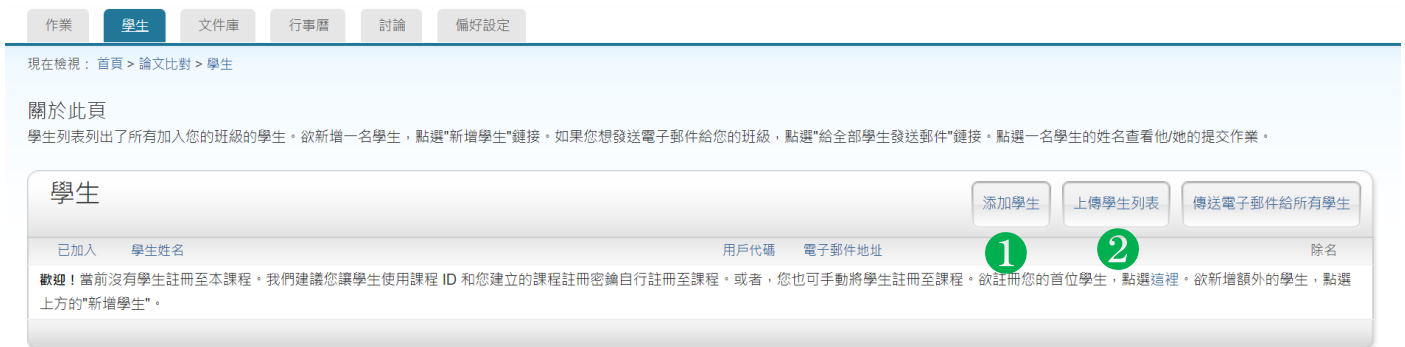 作業 學生 文件庫 行事曆 討論 偏好設定
現在檢視： 首頁 > 論文比對 > 學生
關於此頁
學生列表列出了所有加入您的班級的學生。欲新增一名學生，點選"新增學生"鏈接。如果您想發送電子郵件給您的班級，點選"給全部學生發送郵件"鏈接。點選一名學生的姓名查看他/她的提交作業。
學生 添加學生 上傳學生列表 傳送電子郵件給所有學生
1 2
已加入 學生姓名 用戶代碼 電子郵件地址 除名
歡迎！當前沒有學生註冊至本課程。我們建議您讓學生使用課程 ID 和您建立的課程註冊密鑰自行註冊至課程。或者，您也可手動將學生註冊至課程。欲註冊您的首位學生，點選這裡。欲新增額外的學生，點選
上方的"新增學生"。